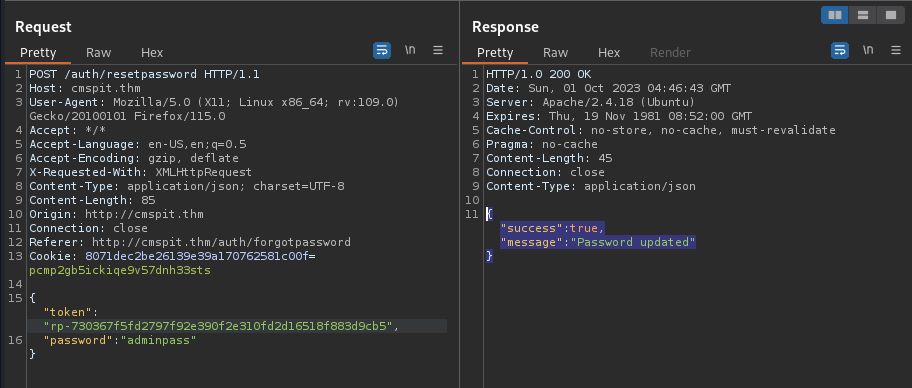 Request
Pretty Raw Hex
\n
1 POST /auth/resetpassword HTTP/1.1
2 Host: cmspit.thm
3 User-Agent: Mozilla/5.0 (X11; Linux x86_64; rv:109.0)
Gecko/20100101 Firefox/115.0
4 Accept: */*
5 Accept-Language: en-US,en;q=0.5
6 Accept-Encoding: gzip, deflate
7 X-Requested-With: XMLHttpRequest
8 Content-Type: application/json; charset=UTF-8
9 Content-Length: 85
10 Origin: http://cmspit.thm
11 Connection: close
12 Referer: http://cmspit.thm/auth/forgotpassword
13 Cookie: 8071dec2be26139e39a170762581c00f=
pcmp2gb5ickiqe9v57dnh33sts
14
15 {
"token":
"rp-730367f5fd2797f92e390f2e310fd2d16518f883d9cb5",
16 "password":"adminpass"
}
Response
Pretty Raw Hex Render
\n
1 HTTP/1.0 200 OK
2 Date: Sun, 01 Oct 2023 04:46:43 GMT
3 Server: Apache/2.4.18 (Ubuntu)
4 Expires: Thu, 19 Nov 1981 08:52:00 GMT
5 Cache-Control: no-store, no-cache, must-revalidate
6 Pragma: no-cache
7 Content-Length: 45
8 Connection: close
9 Content-Type: application/json
10
11 {
"success":true,
"message":"Password updated"
}